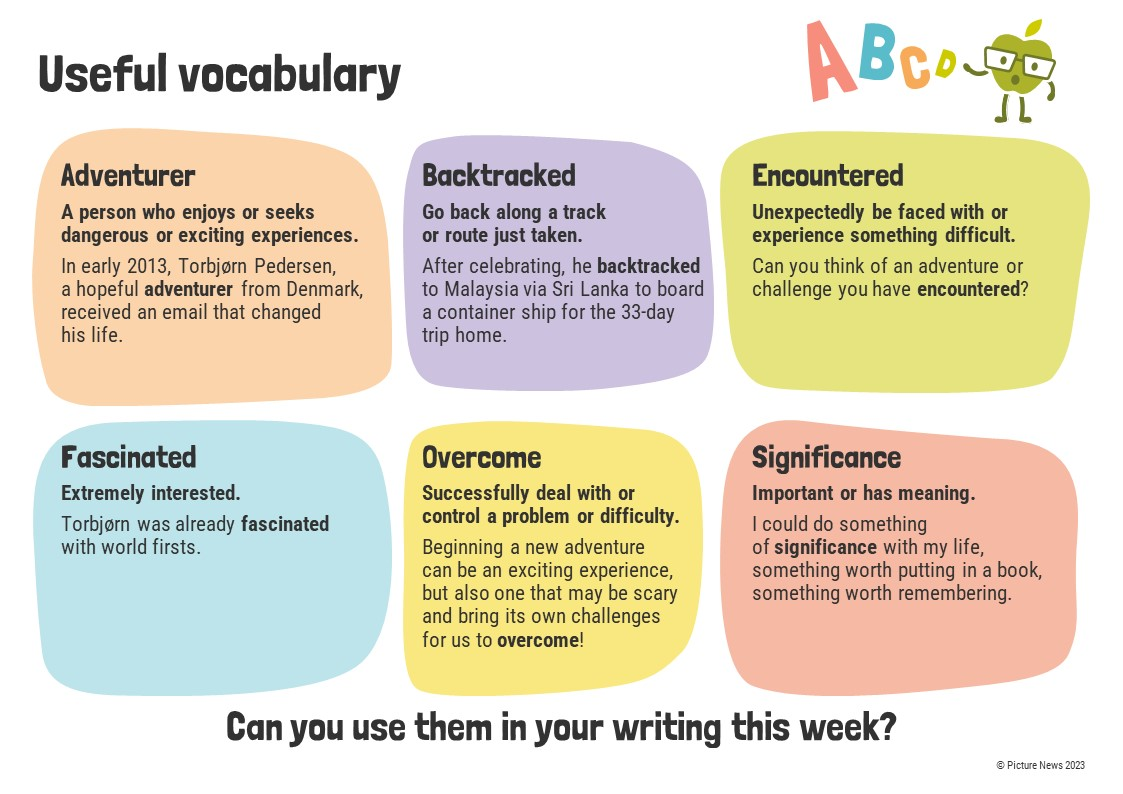 Useful vocabulary
A B C D
Adventurer
A person who enjoys or seeks
dangerous or exciting experiences.
In early 2013, Torbjørn Pedersen,
a hopeful adventurer from Denmark,
received an email that changed
his life.
Backtracked
Go back along a track
or route just taken.
After celebrating, he backtracked
to Malaysia via Sri Lanka to board
a container ship for the 33-day
trip home.
Encountered
Unexpectedly be faced with or
experience something difficult.
Can you think of an adventure or
challenge you have encountered?
Fascinated
Extremely interested.
Torbjørn was already fascinated
with world firsts.
Overcome
Successfully deal with or
control a problem or difficulty.
Beginning a new adventure
can be an exciting experience,
but also one that may be scary
and bring its own challenges
for us to overcome!
Significance
Important or has meaning.
I could do something
of significance with my life,
something worth putting in a book,
something worth remembering.
Can you use them in your writing this week?
© Picture News 2023